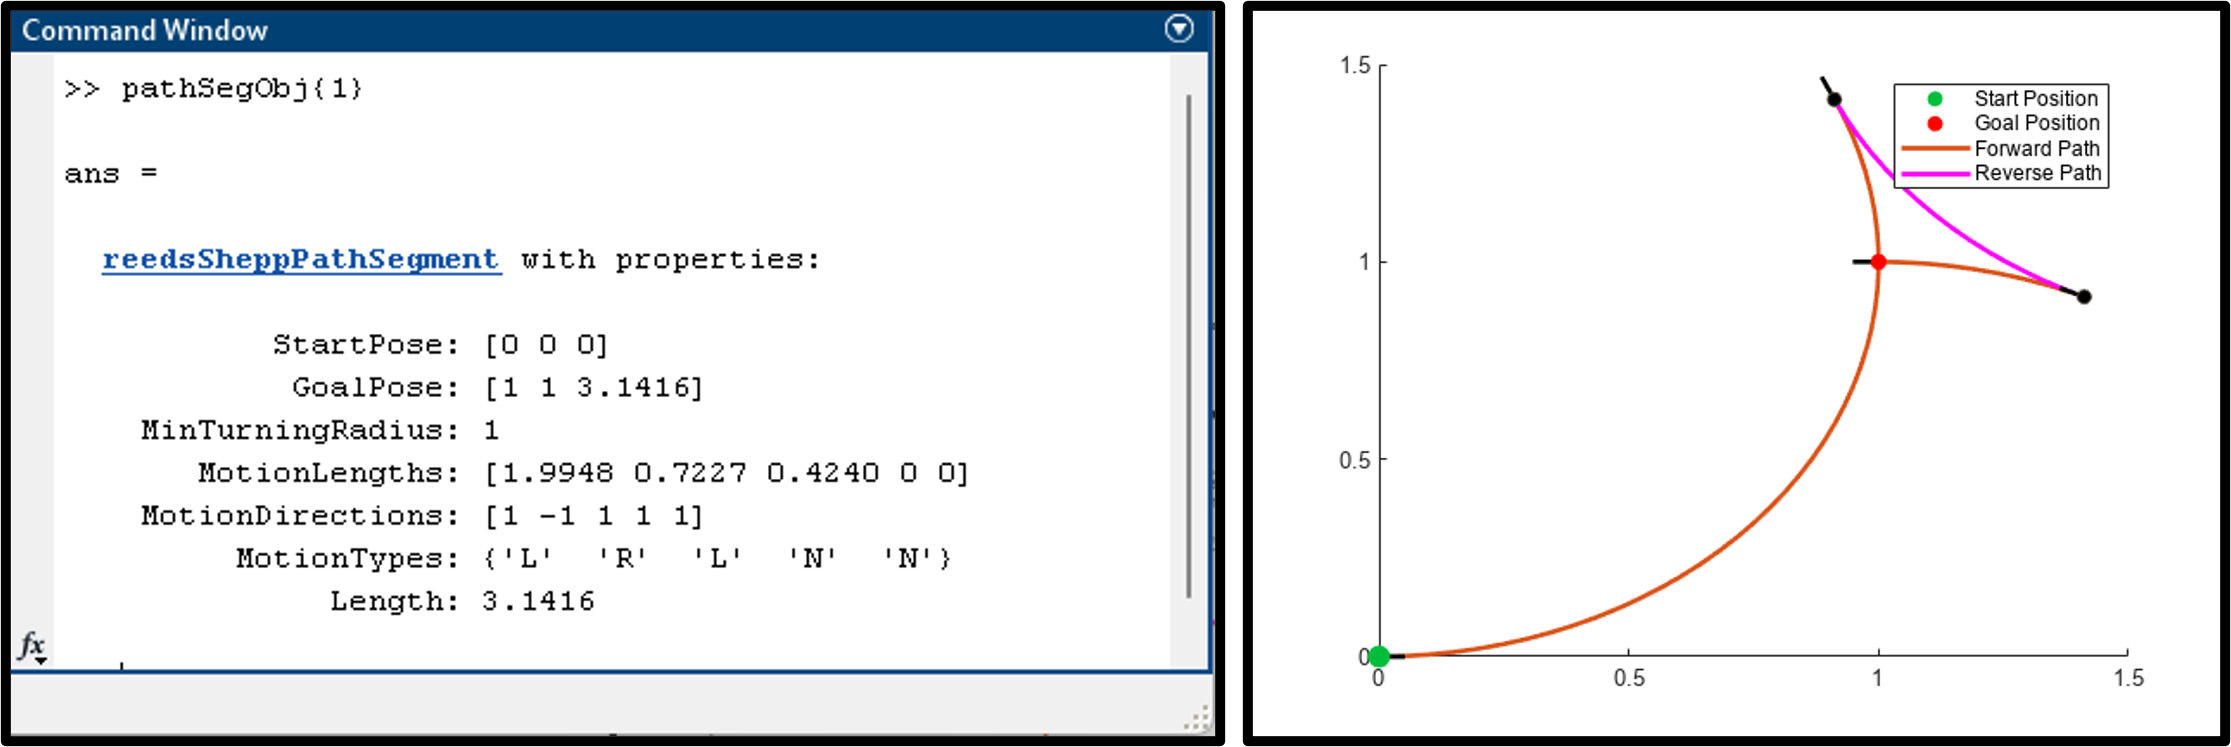 Command Window
>> pathSegObj{1}
ans =
reedsSheppPathSegment with properties:
StartPose: [0 0 0]
GoalPose: [1 1 3.1416]
MinTurningRadius: 1
MotionLengths: [1.9948 0.7227 0.4240 0 0]
MotionDirections: [1 -1 1 1 1]
MotionTypes: {'L' 'R' 'L' 'N' 'N'}
Length: 3.1416
fx
1.5
1
0.5
0
0 0.5 1 1.5
Start Position
Goal Position
Forward Path
Reverse Path